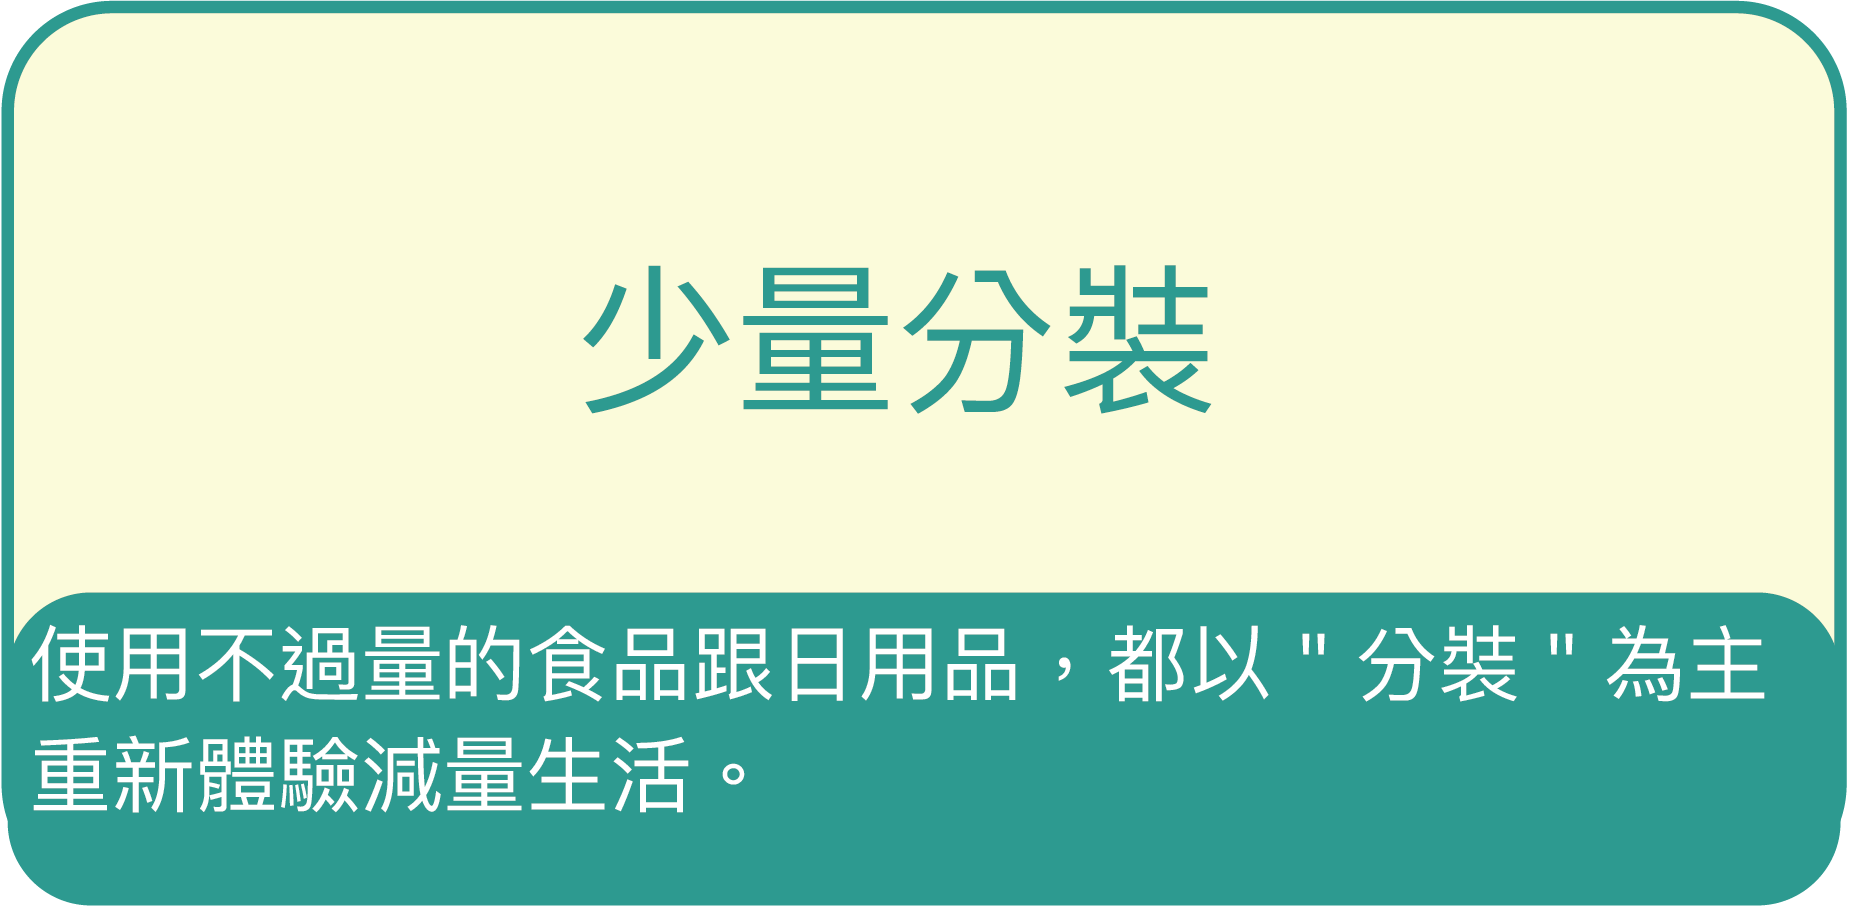 少量分裝
使用不過量的食品跟日用品，都以 " 分裝 " 為主
重新體驗減量生活。